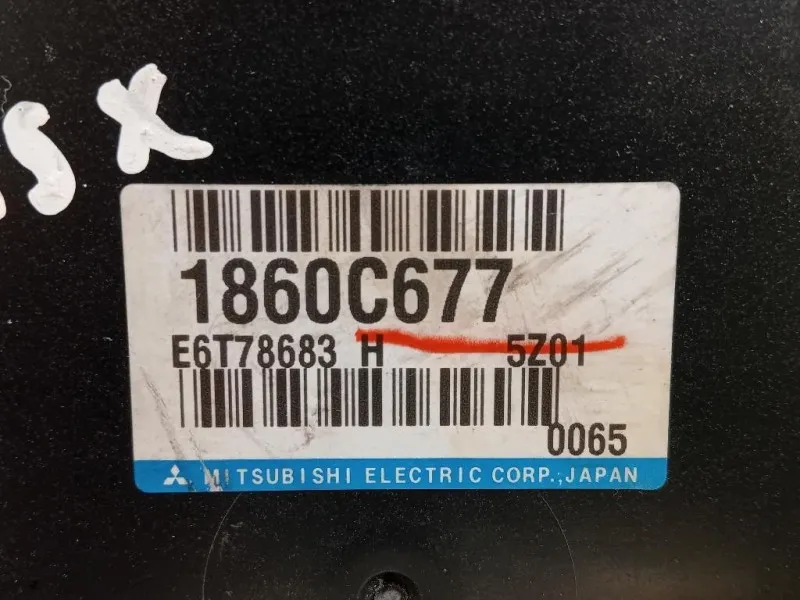 SX
1860C677
E6T78683 H 5Z01
0065
MITSUBISHI ELECTRIC CORP., JAPAN